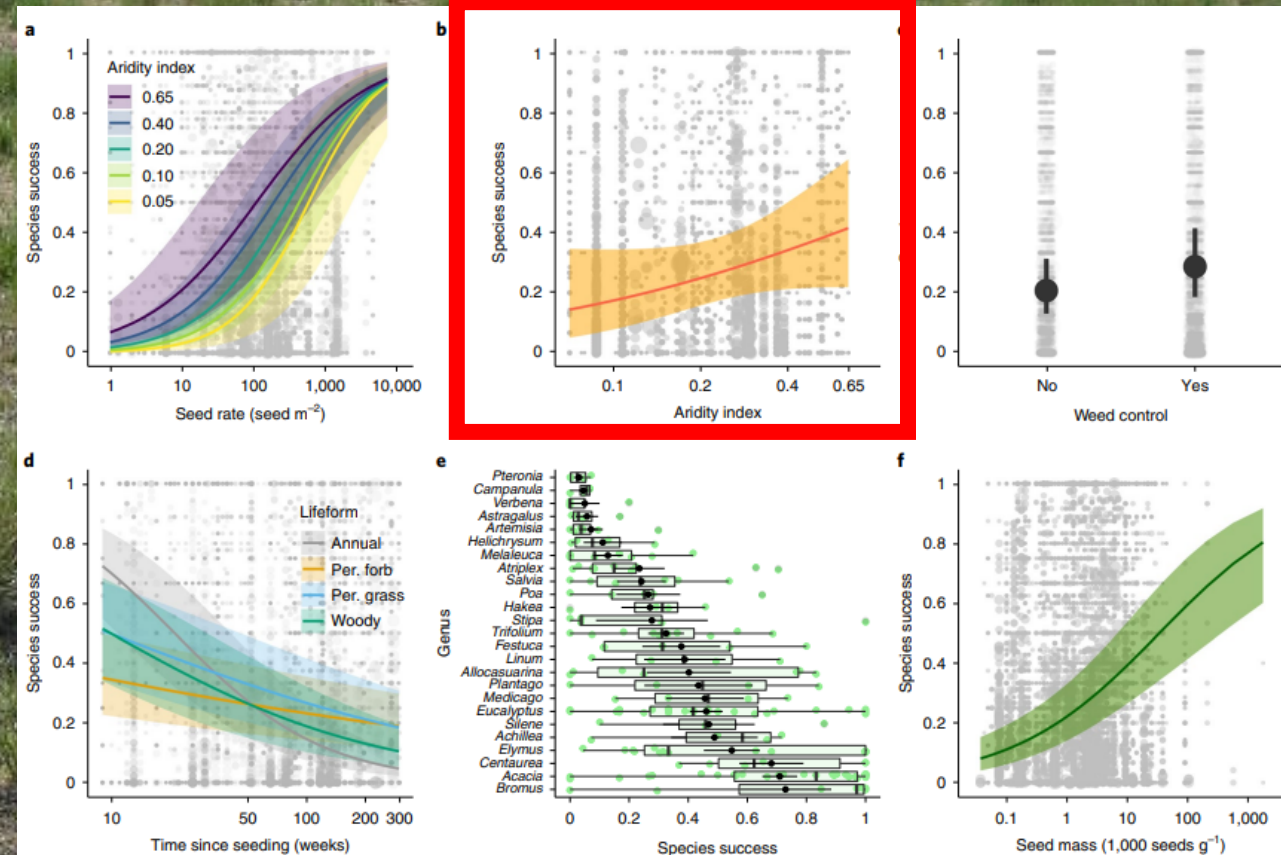 a
1
0.8
0.6
0.4
0.2
0
Species success
Aridity index
0.65
0.40
0.20
0.10
0.05
1 10 100 1,000 10,000
Seed rate (seed m⁻²)
b
1
0.8
0.6
0.4
0.2
0
Species success
0.1 0.2 0.4 0.65
Aridity index
1
0.8
0.6
0.4
0.2
0
No Yes
Weed control
d
1
0.8
0.6
0.4
0.2
0
Species success
Lifeform
Annual
Per. forb
Per. grass
Woody
10 50 100 200 300
Time since seeding (weeks)
e
Genus
Pteronia
Campanula
Verbena
Astragalus
Artemisia
Helichrysum
Melaleuca
Atriplex
Salvia
Poa
Hakea
Stipa
Trifolium
Festuca
Linum
Allocasuarina
Plantago
Medicago
Eucalyptus
Silene
Achillea
Elymus
Centaurea
Acacia
Bromus
0 0.2 0.4 0.6 0.8 1
Species success
f
1
0.8
0.6
0.4
0.2
0
Species success
0.1 1 10 100 1,000
Seed mass (1,000 seeds g⁻¹)